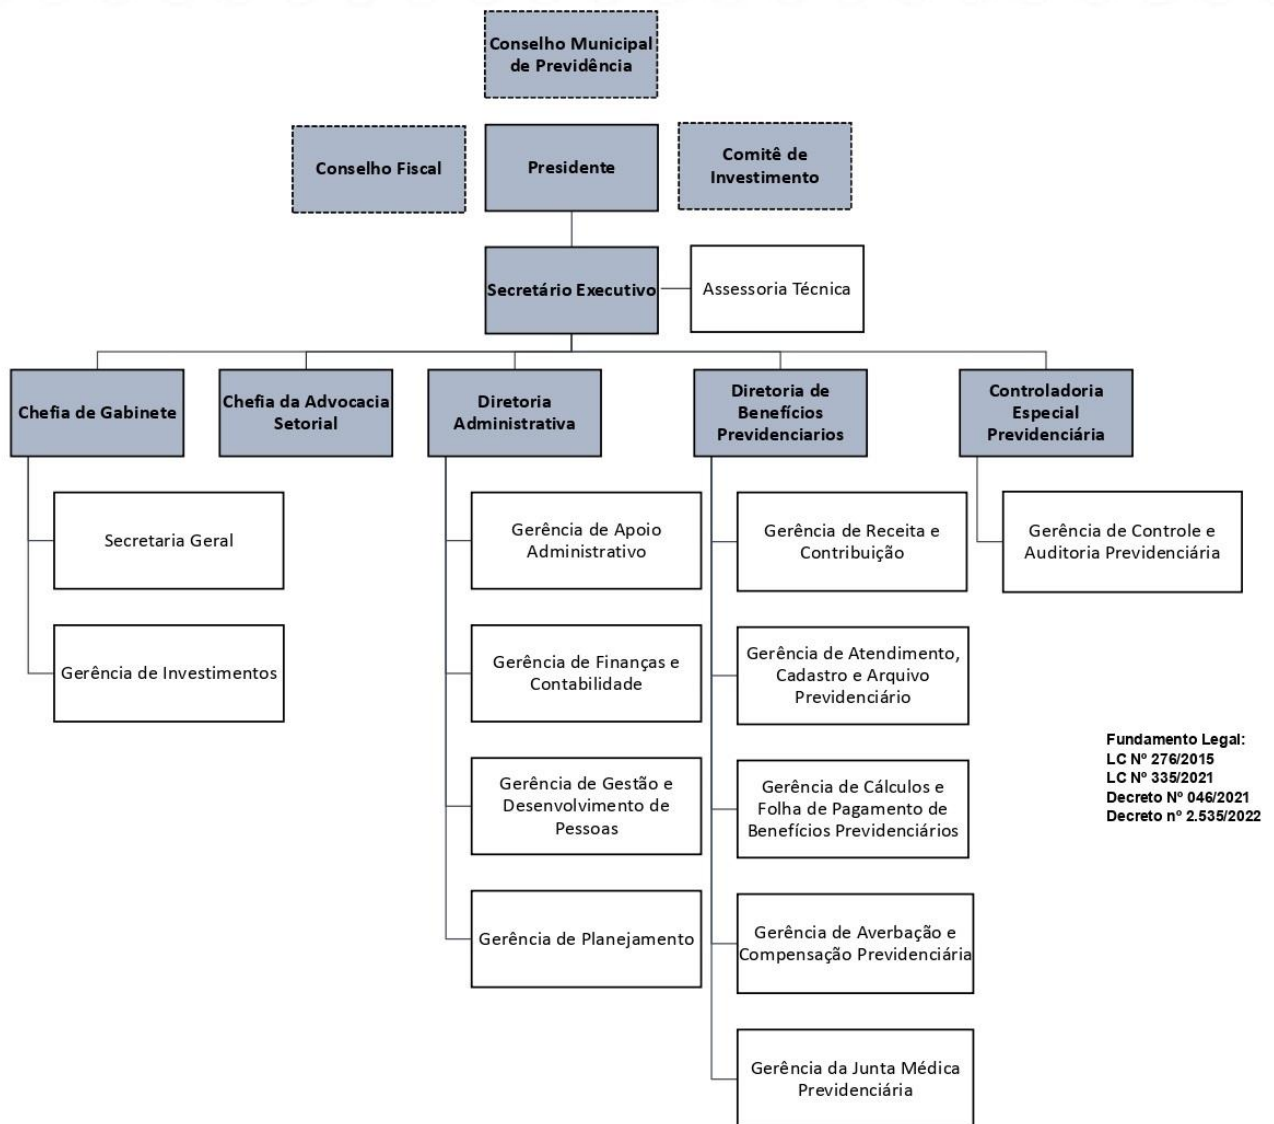 Conselho Municipal
de Previdência
Conselho Fiscal
Presidente
Comitê de
Investimento
Secretário Executivo
Assessoria Técnica
Chefia de Gabinete
Chefia da Advocacia
Setorial
Diretoria
Administrativa
Diretoria de
Benefícios
Previdenciarios
Controladoria
Especial
Previdenciária
Secretaria Geral
Gerência de Investimentos
Gerência de Apoio
Administrativo
Gerência de Finanças e
Contabilidade
Gerência de Gestão e
Desenvolvimento de
Pessoas
Gerência de Planejamento
Gerência de Receita e
Contribuição
Gerência de Atendimento,
Cadastro e Arquivo
Previdenciário
Gerência de Cálculos e
Folha de Pagamento de
Benefícios Previdenciários
Gerência de Averbação e
Compensação Previdenciária
Gerência da Junta Médica
Previdenciária
Gerência de Controle e
Auditoria Previdenciária
Fundamento Legal:
LC Nº 276/2015
LC Nº 335/2021
Decreto Nº 046/2021
Decreto nº 2.535/2022